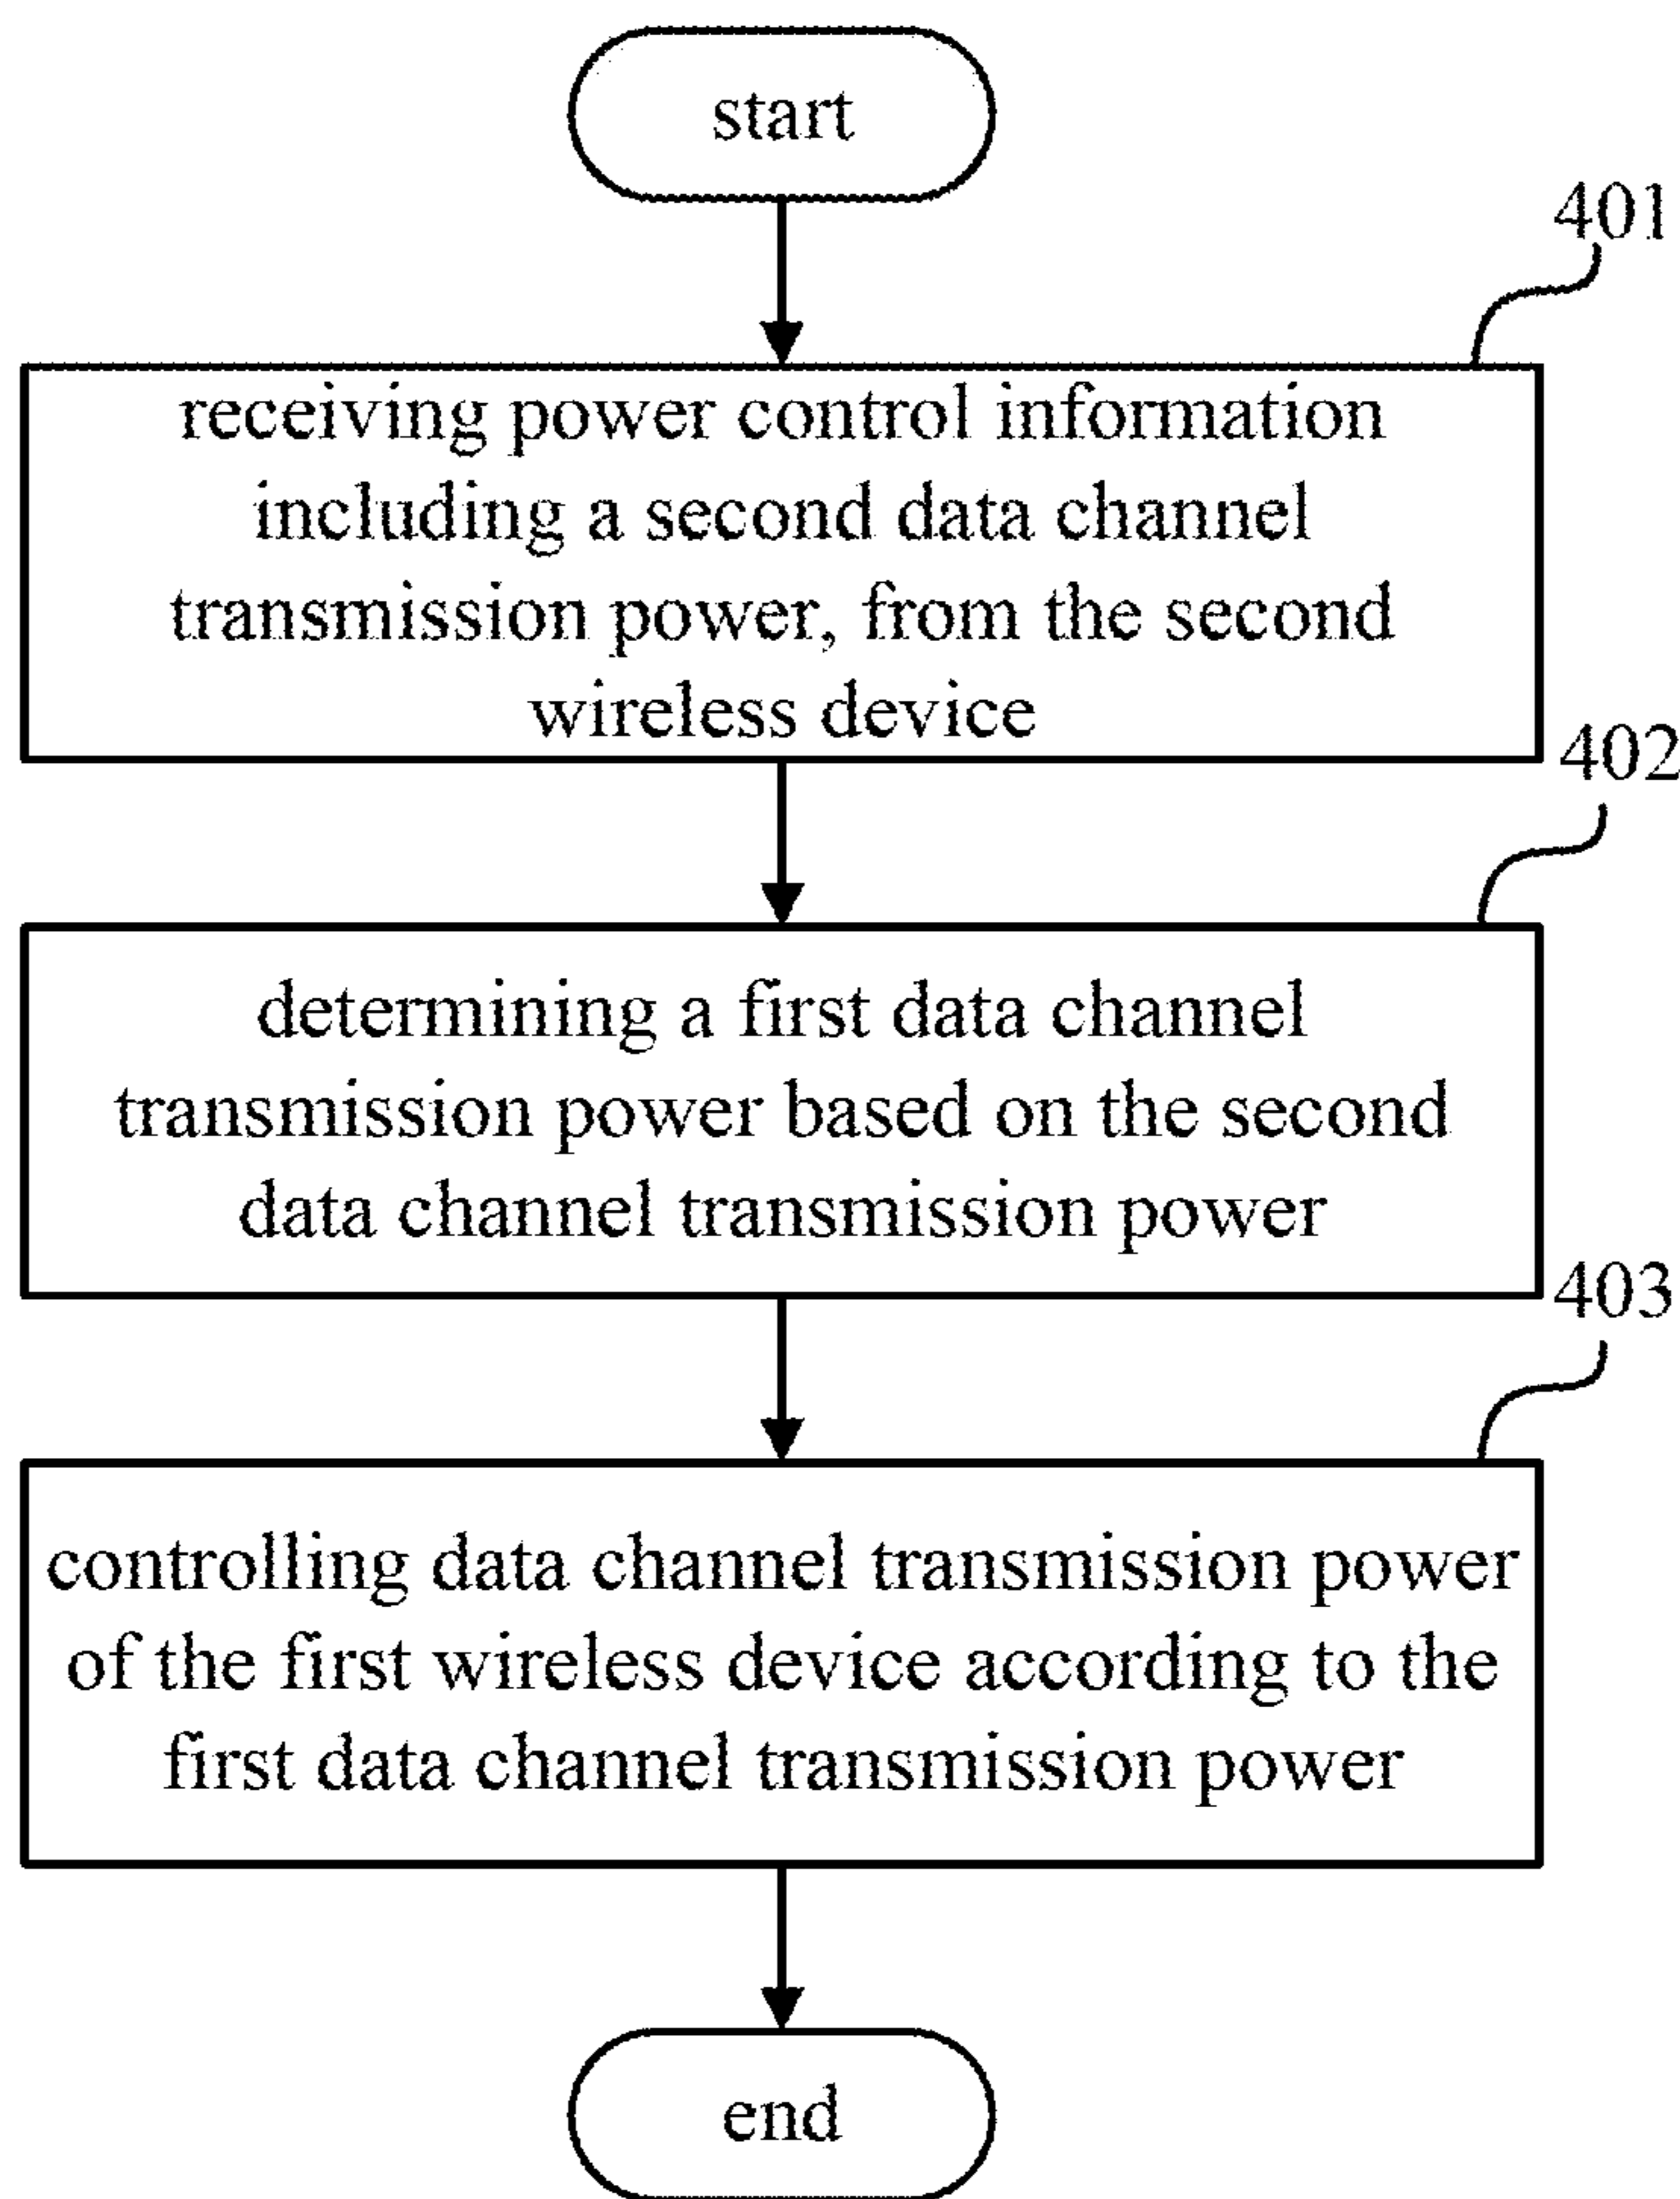 start
401
receiving power control information
including a second data channel
transmission power, from the second
wireless device
402
determining a first data channel
transmission power based on the second
data channel transmission power
403
controlling data channel transmission power
of the first wireless device according to the
first data channel transmission power
end